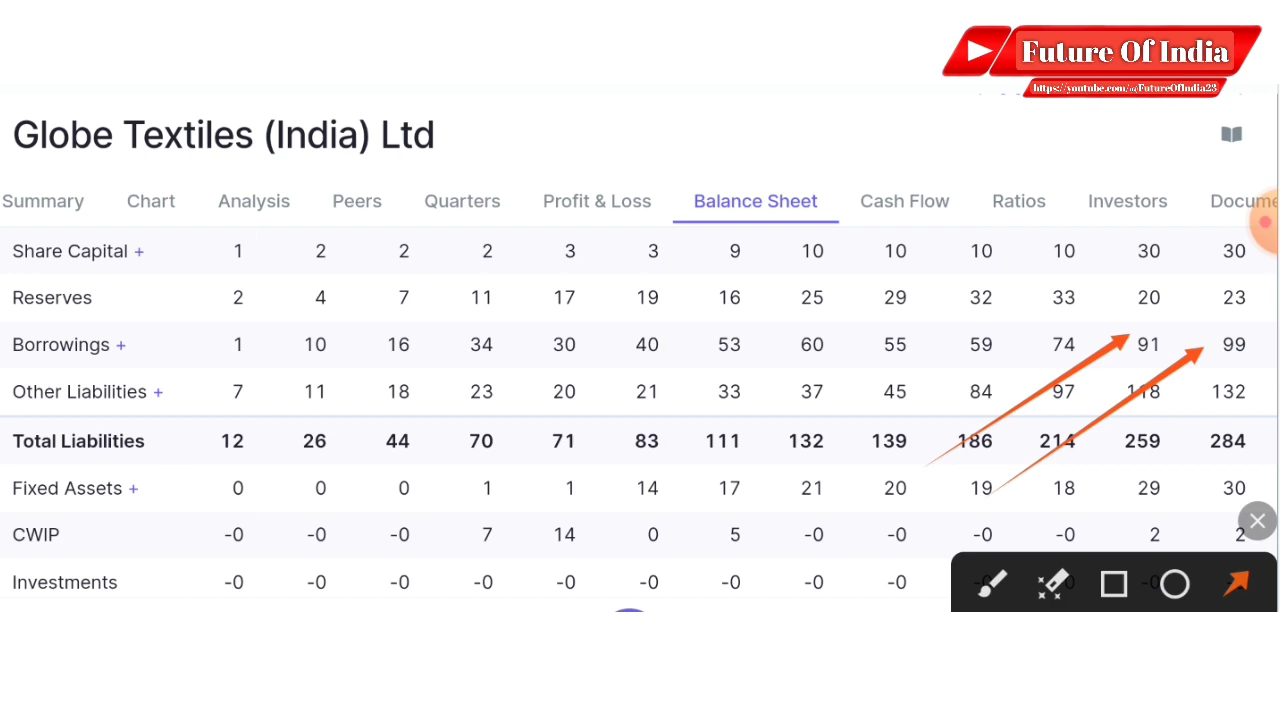 Future Of India
https://youtube.com/@FutureOfIndia23
Globe Textiles (India) Ltd
Summary Chart Analysis Peers Quarters Profit & Loss Balance Sheet Cash Flow Ratios Investors Docume
Share Capital + 1 2 2 2 3 3 9 10 10 10 10 30 30
Reserves 2 4 7 11 17 19 16 25 29 32 33 20 23
Borrowings + 1 10 16 34 30 40 53 60 55 59 74 91 99
Other Liabilities + 7 11 18 23 20 21 33 37 45 84 97 118 132
Total Liabilities 12 26 44 70 71 83 111 132 139 186 214 259 284
Fixed Assets + 0 0 0 1 1 14 17 21 20 19 18 29 30
CWIP -0 -0 -0 7 14 0 5 -0 -0 -0 -0 2 2
Investments -0 -0 -0 -0 -0 -0 -0 -0 -0